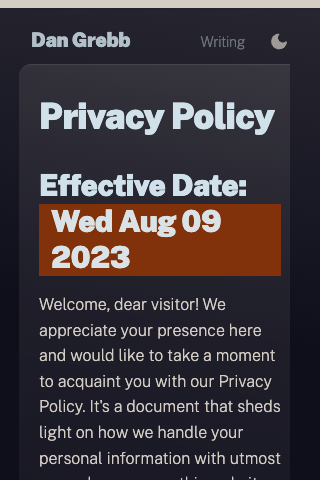 Dan Grebb
Writing
Privacy Policy
Effective Date:
Wed Aug 09
2023
Welcome, dear visitor! We
appreciate your presence here
and would like to take a moment
to acquaint you with our Privacy
Policy. It's a document that sheds
light on how we handle your
personal information with utmost